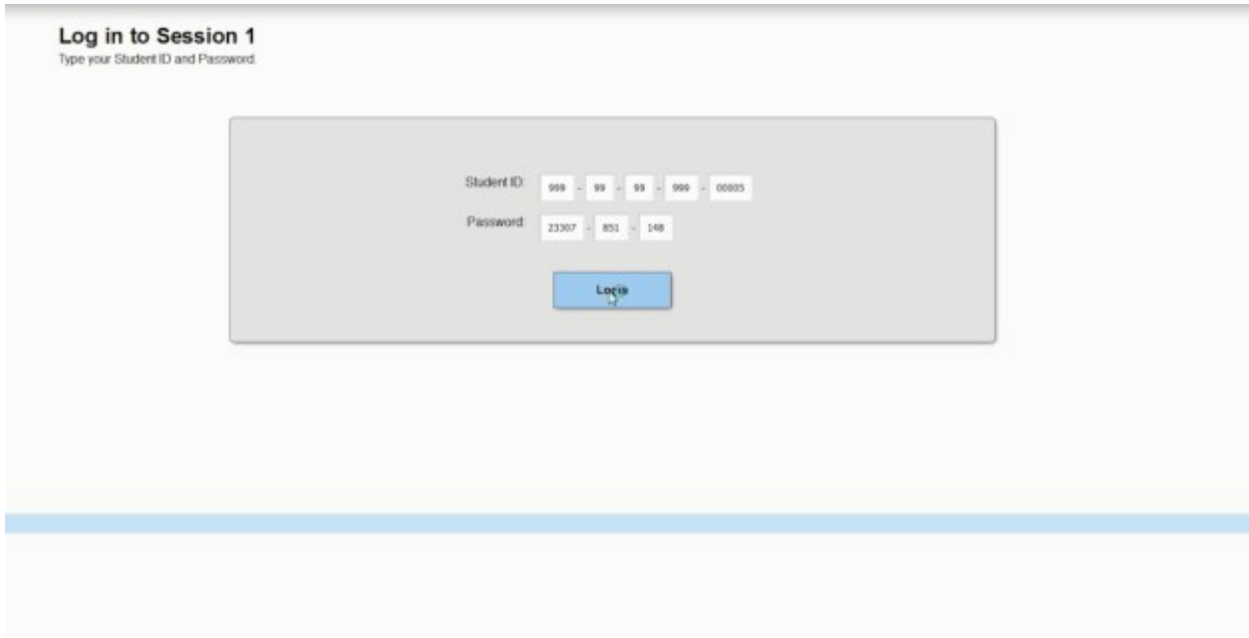 Log in to Session 1
Type your Student ID and Password.
Student ID: 999 - 99 - 99 - 999 - 00005
Password: 23307 - 851 - 148
Login